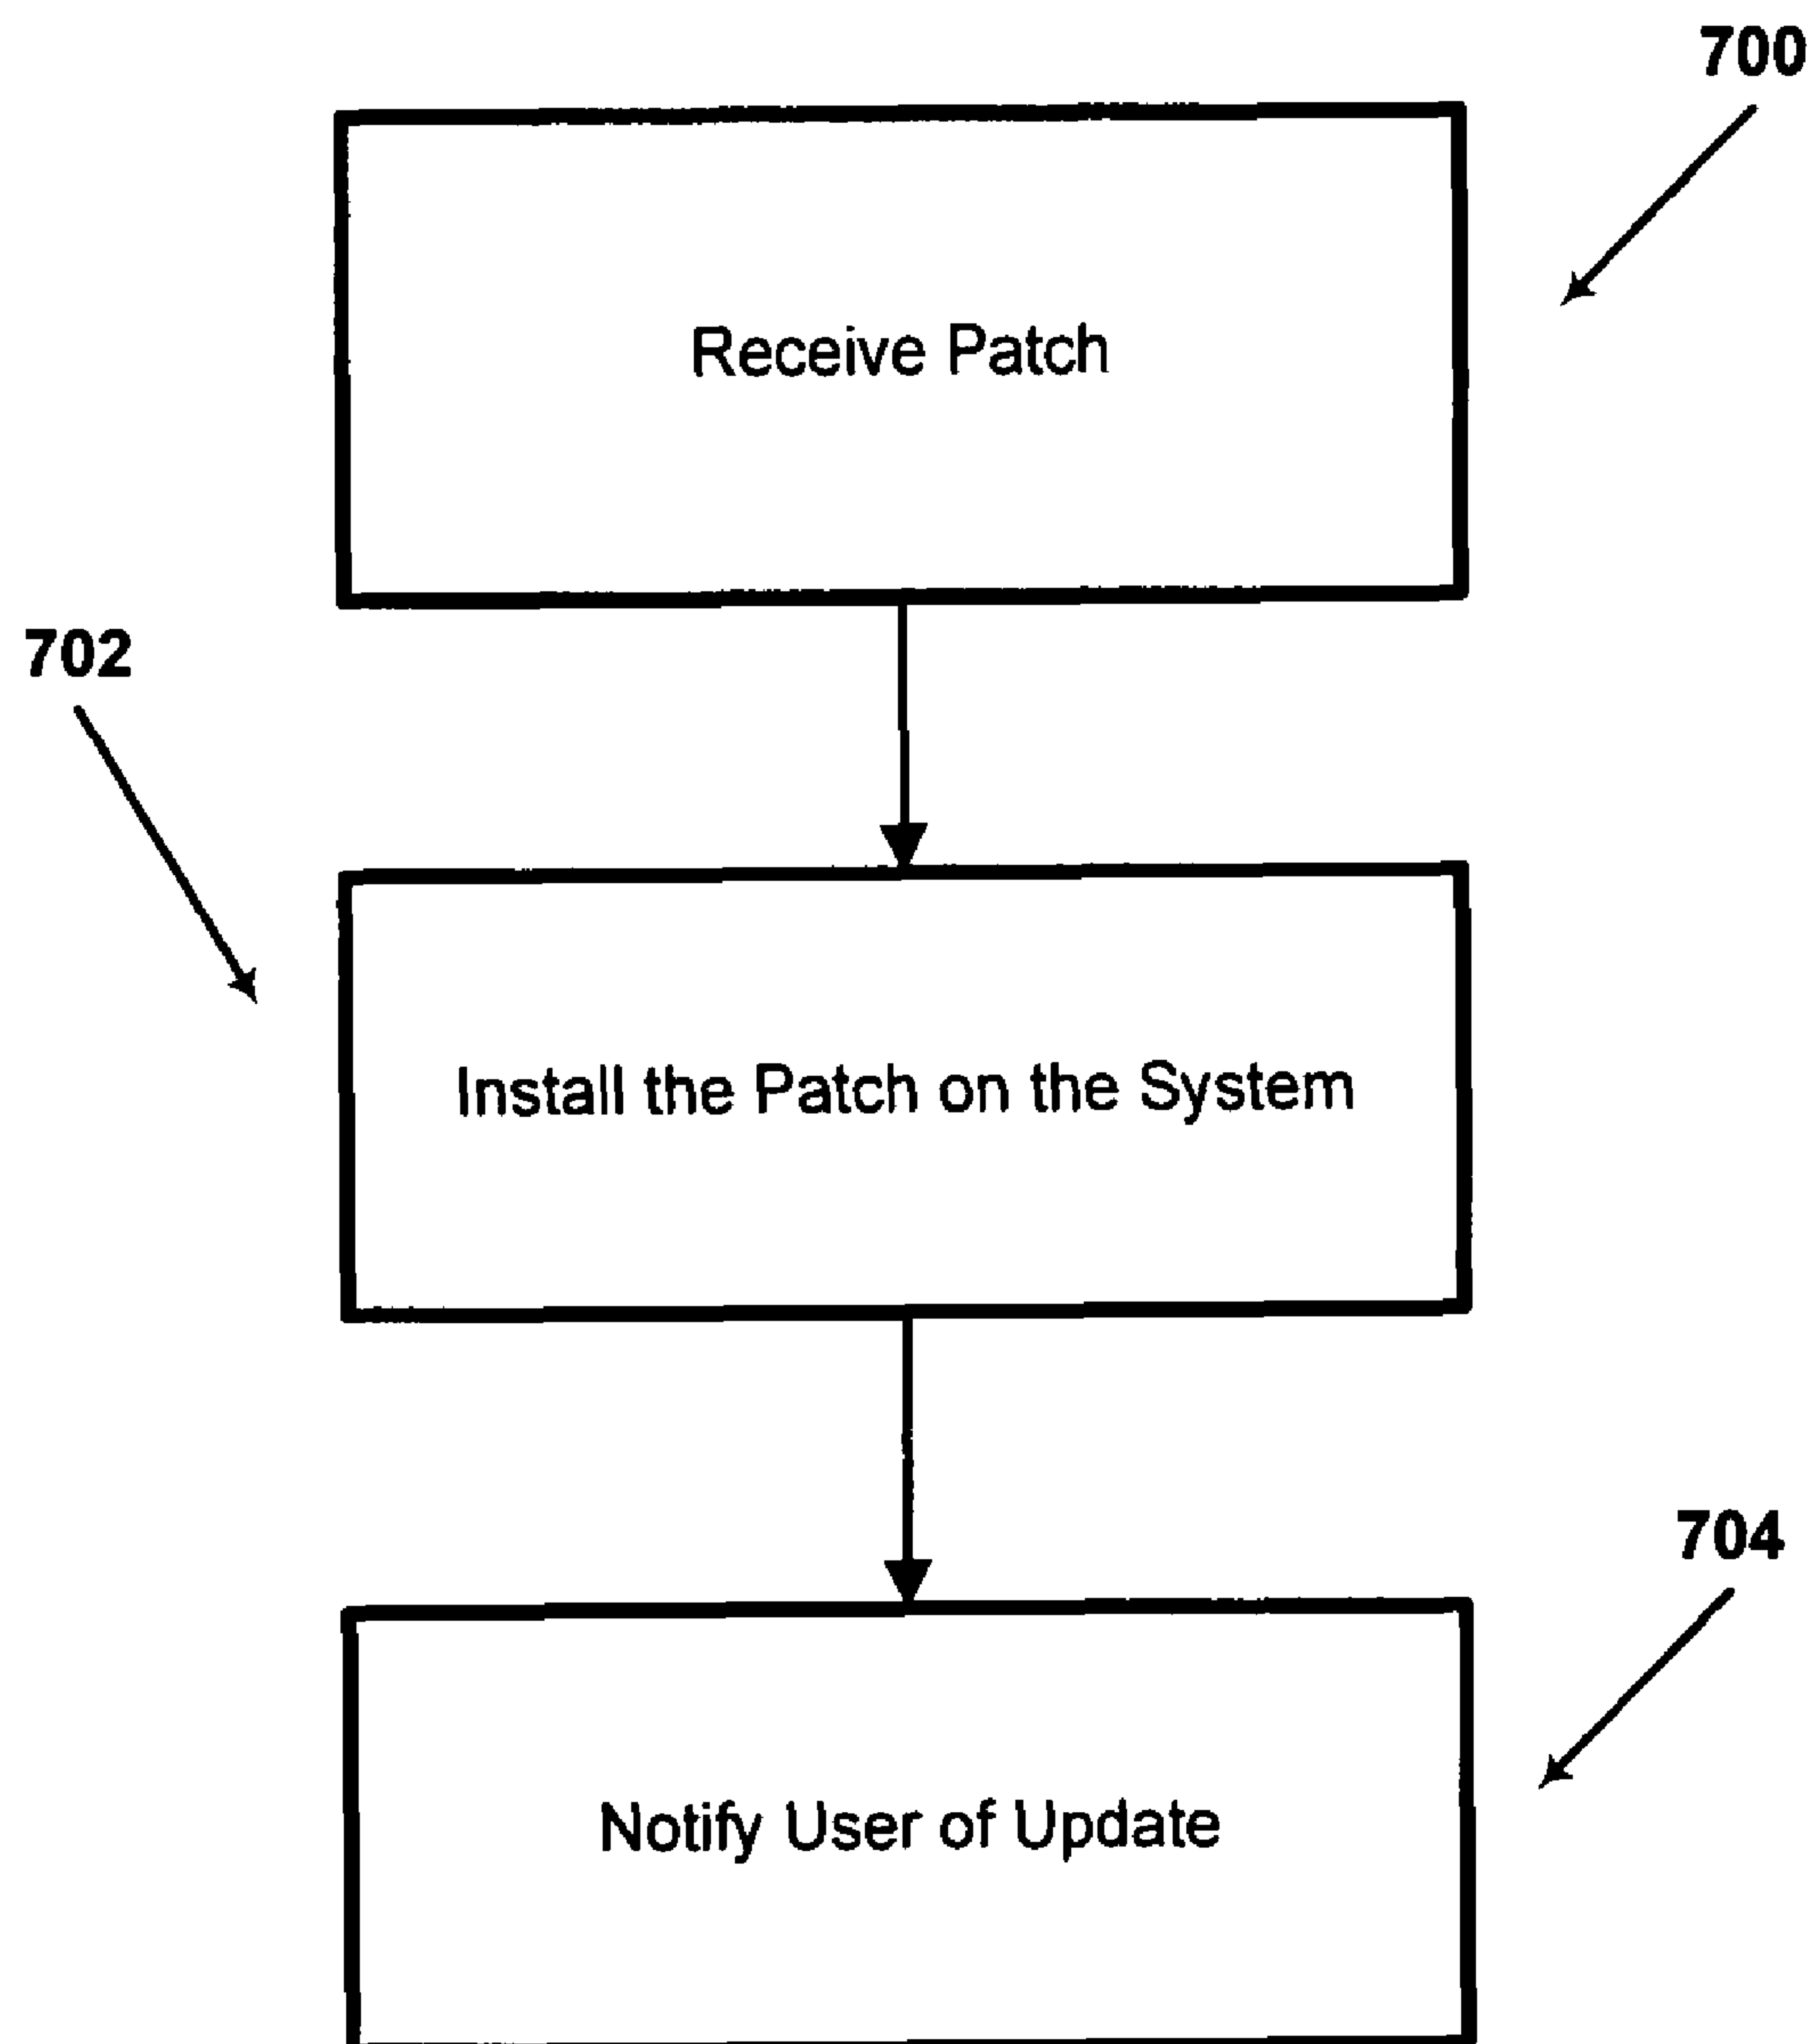 700
Receive Patch
702
Install the Patch on the System
704
Notify User of Update